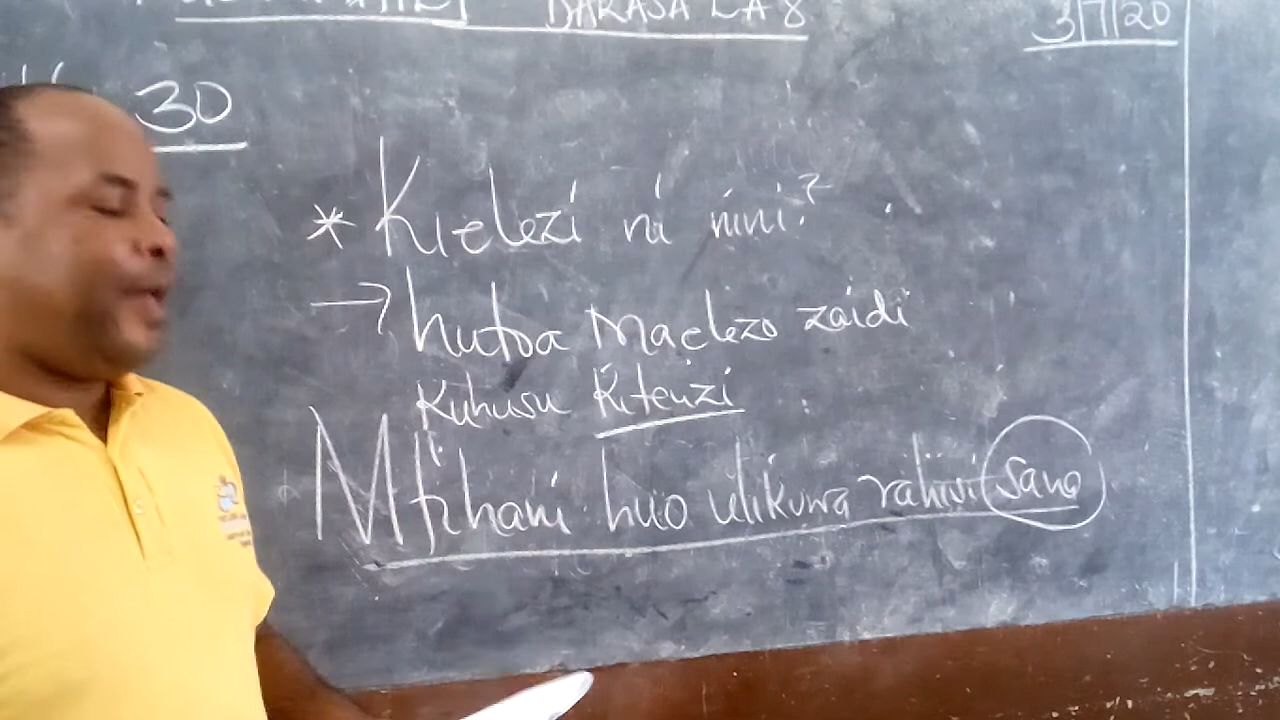 DARASA LA 8
3/7/20
30
* Kielezi ni nini?
→ hutoa Maelezo zaidi
Kuhusu Kitenzi
Mtihani huo ulikuwa rahisi sana